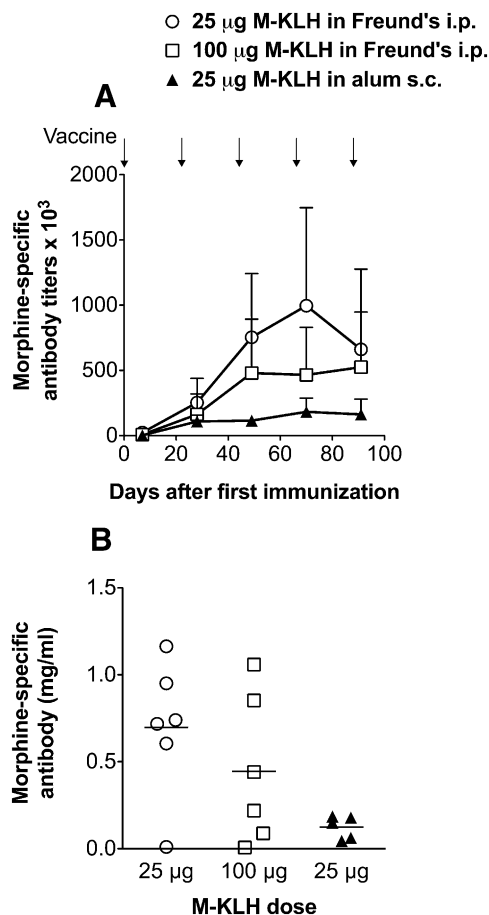 25 µg M-KLH in Freund's i.p.
100 µg M-KLH in Freund's i.p.
25 µg M-KLH in alum s.c.
A
Vaccine
2000
1500
1000
500
0
Morphine-specific
antibody titers x 10³
0 20 40 60 80 100
Days after first immunization
B
1.5
1.0
0.5
0.0
Morphine-specific
antibody (mg/ml)
25 µg 100 µg 25 µg
M-KLH dose